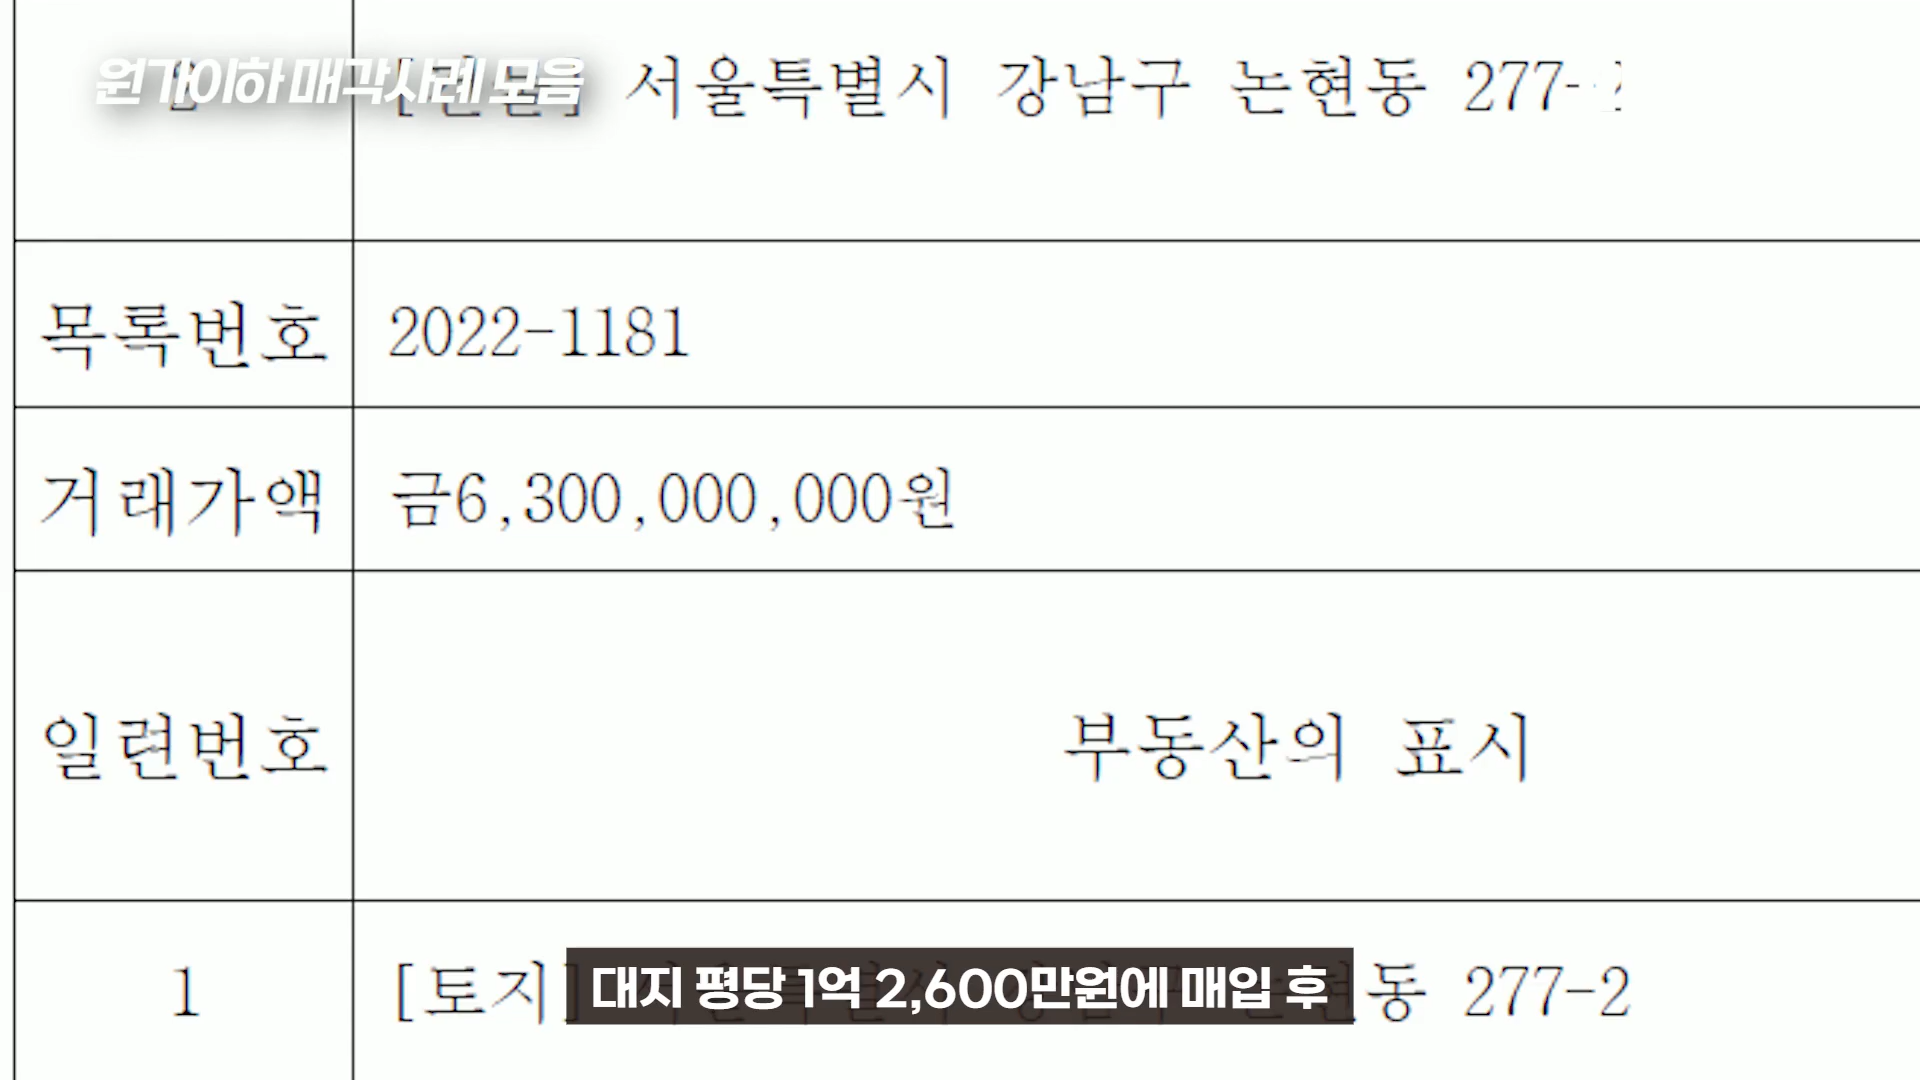 원가이하 매각사례 모음
서울특별시 강남구 논현동 277-
목록번호 2022-1181
거래가액 금6,300,000,000원
일련번호 부동산의 표시
1 [토지] 동 277-2
대지 평당 1억 2,600만원에 매입 후